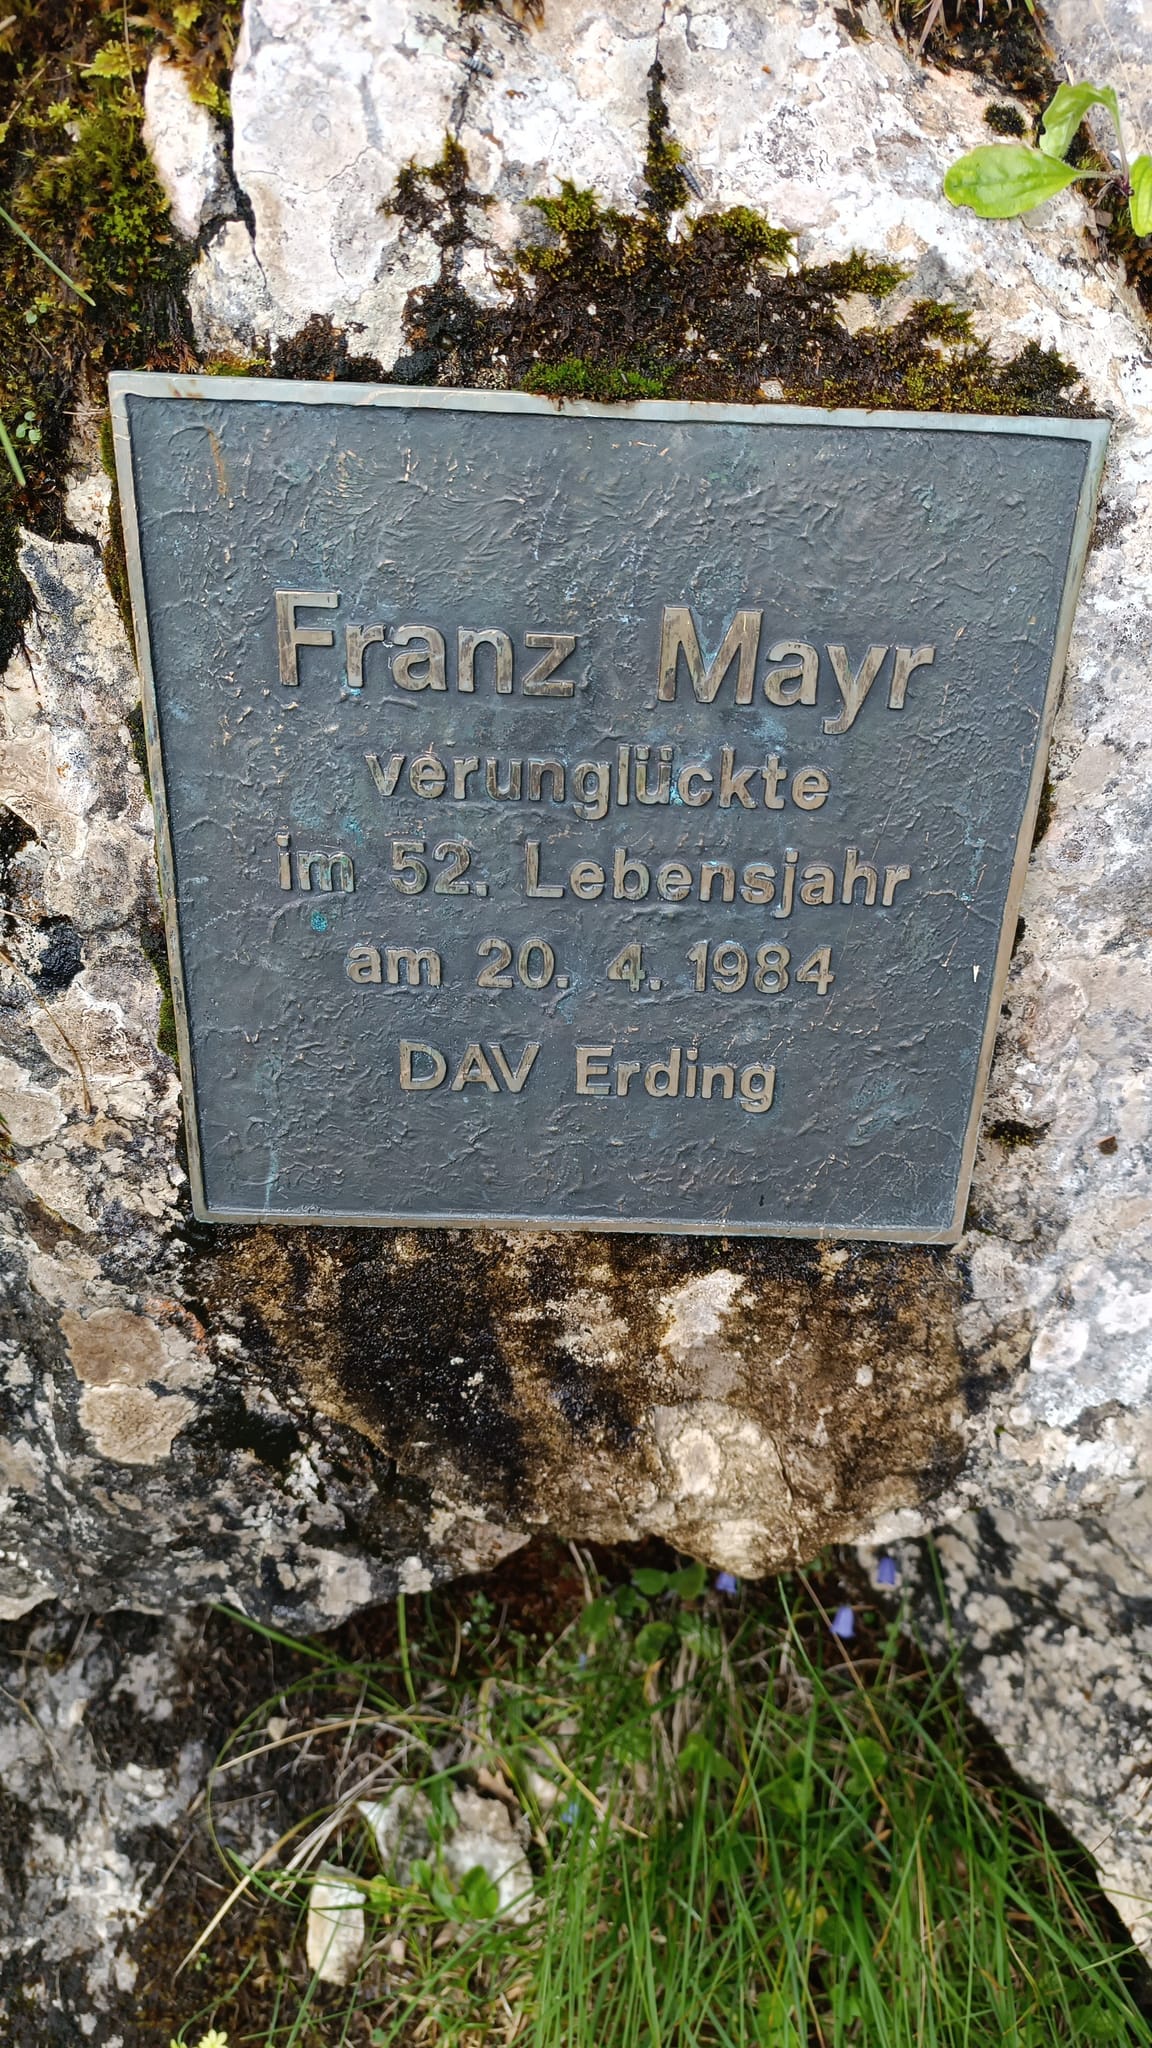 Franz Mayr
verunglückte
im 52. Lebensjahr
am 20. 4. 1984
DAV Erding